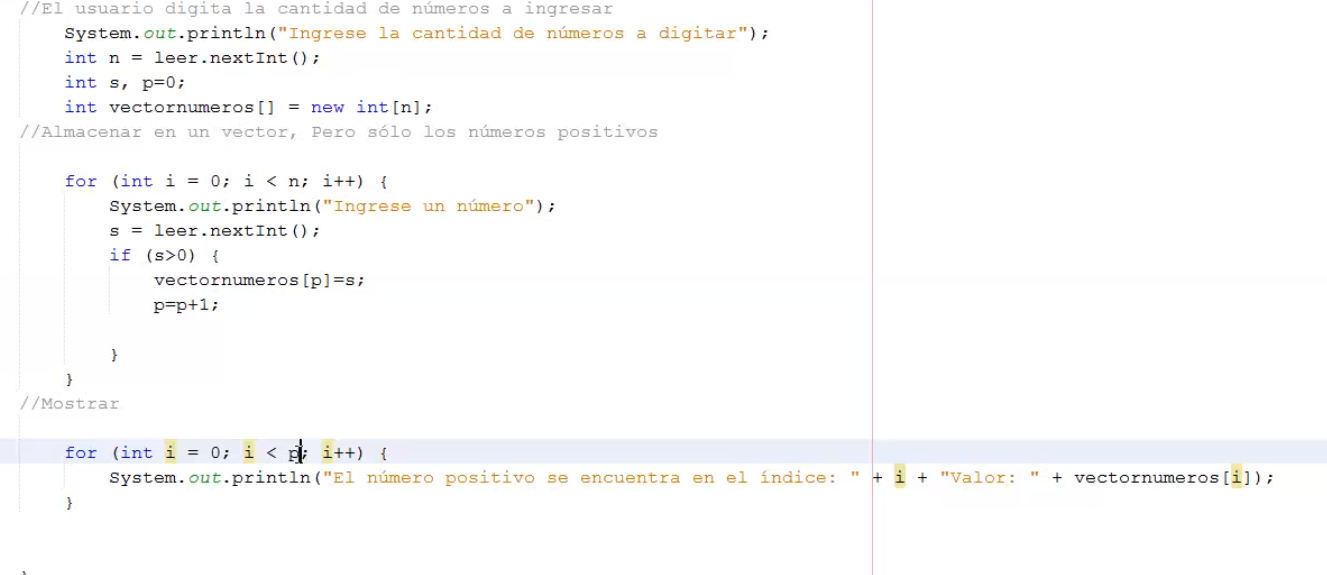 //El usuario digita la cantidad de números a ingresar
System.out.println("Ingrese la cantidad de números a digitar");
int n = leer.nextInt();
int s, p=0;
int vectornumeros[] = new int[n];
//Almacenar en un vector, Pero sólo los números positivos
for (int i = 0; i < n; i++) {
System.out.println("Ingrese un número");
s = leer.nextInt();
if (s>0) {
vectornumeros[p]=s;
p=p+1;
}
}
//Mostrar
for (int i = 0; i < p; i++) {
System.out.println("El número positivo se encuentra en el índice: " + i + "Valor: " + vectornumeros[i]);
}